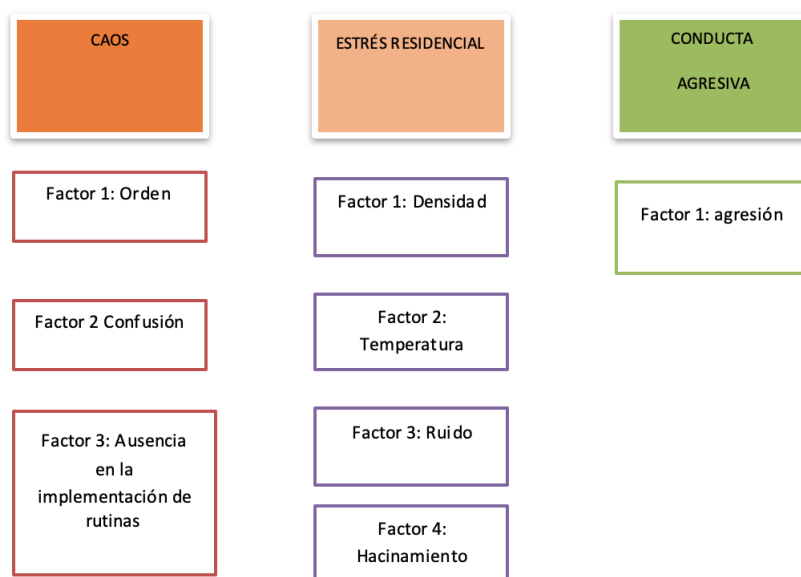 CAOS
Factor 1: Orden
Factor 2 Confusión
Factor 3: Ausencia
en la
implementación de
rutinas
ESTRÉS RESIDENCIAL
Factor 1: Densidad
Factor 2:
Temperatura
Factor 3: Ruido
Factor 4:
Hacinamiento
CONDUCTA
AGRESIVA
Factor 1: agresión